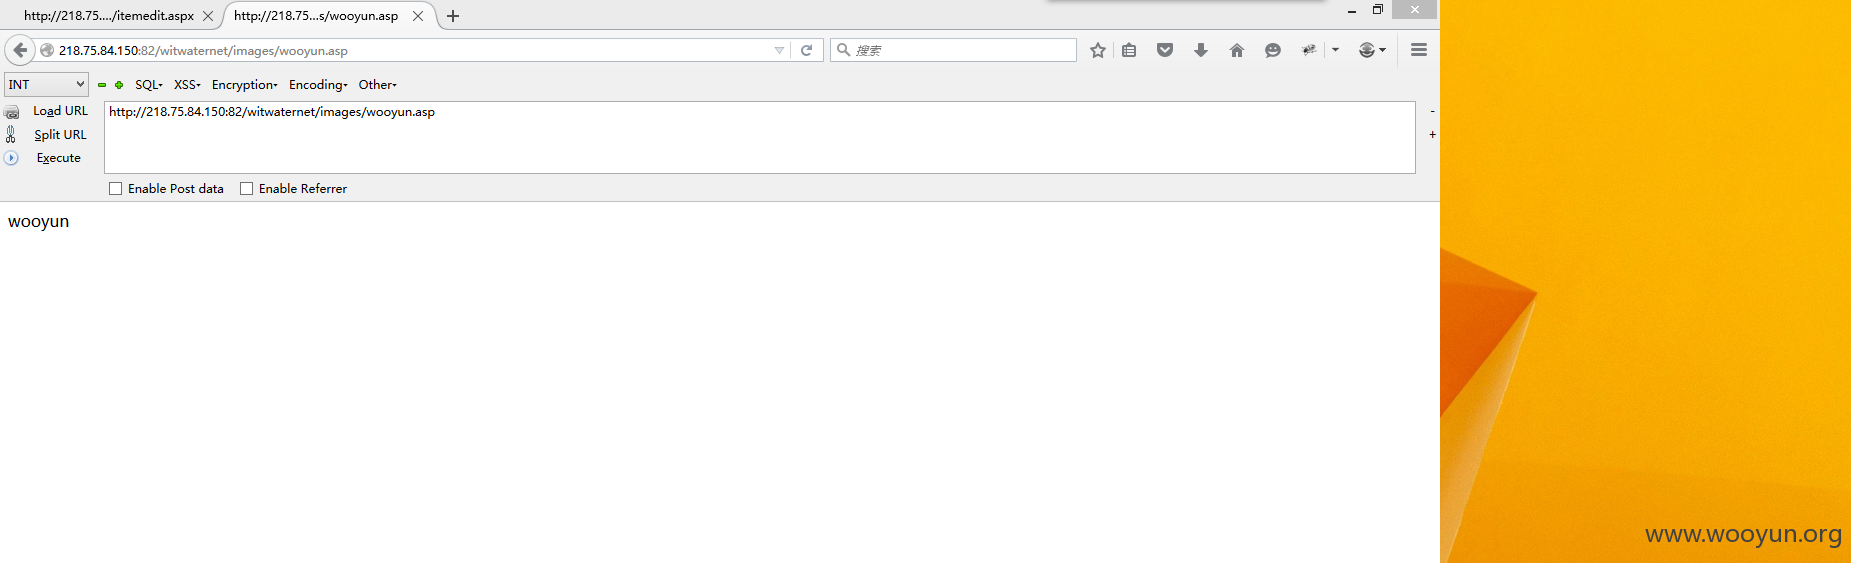 http://218.75..../itemedit.aspx
http://218.75...s/wooyun.asp
218.75.84.150:82/witwaternet/images/wooyun.asp
搜索
INT
SQL
XSS
Encryption
Encoding
Other
Load URL
http://218.75.84.150:82/witwaternet/images/wooyun.asp
Split URL
Execute
-
+
Enable Post data
Enable Referrer
wooyun
www.wooyun.org